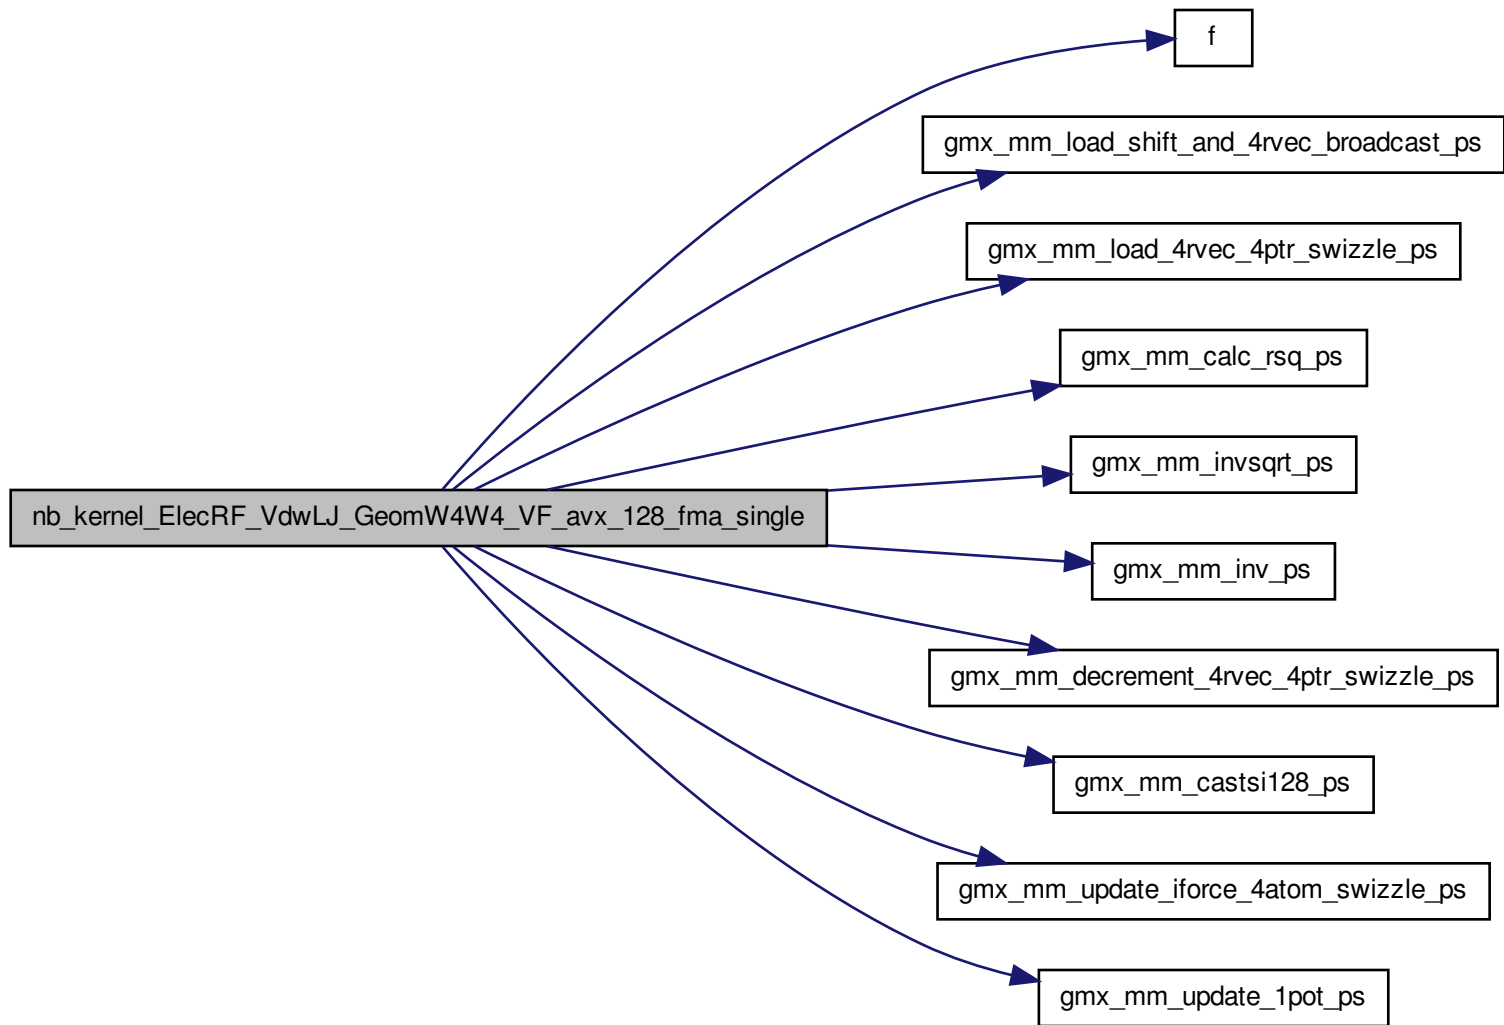 f
gmx_mm_load_shift_and_4rvec_broadcast_ps
gmx_mm_load_4rvec_4ptr_swizzle_ps
gmx_mm_calc_rsq_ps
gmx_mm_invsqrt_ps
nb_kernel_ElecRF_VdwLJ_GeomW4W4_VF_avx_128_fma_single
gmx_mm_inv_ps
gmx_mm_decrement_4rvec_4ptr_swizzle_ps
gmx_mm_castsi128_ps
gmx_mm_update_iforce_4atom_swizzle_ps
gmx_mm_update_1pot_ps